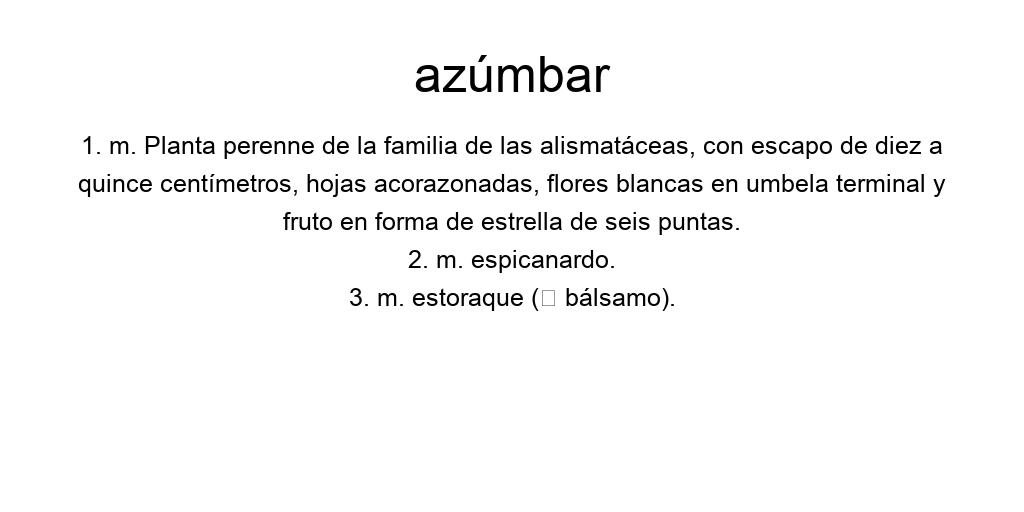 azúmbar
1. m. Planta perenne de la familia de las alismatáceas, con escapo de diez a
quince centímetros, hojas acorazonadas, flores blancas en umbela terminal y
fruto en forma de estrella de seis puntas.
2. m. espicanardo.
3. m. estoraque (□ bálsamo).